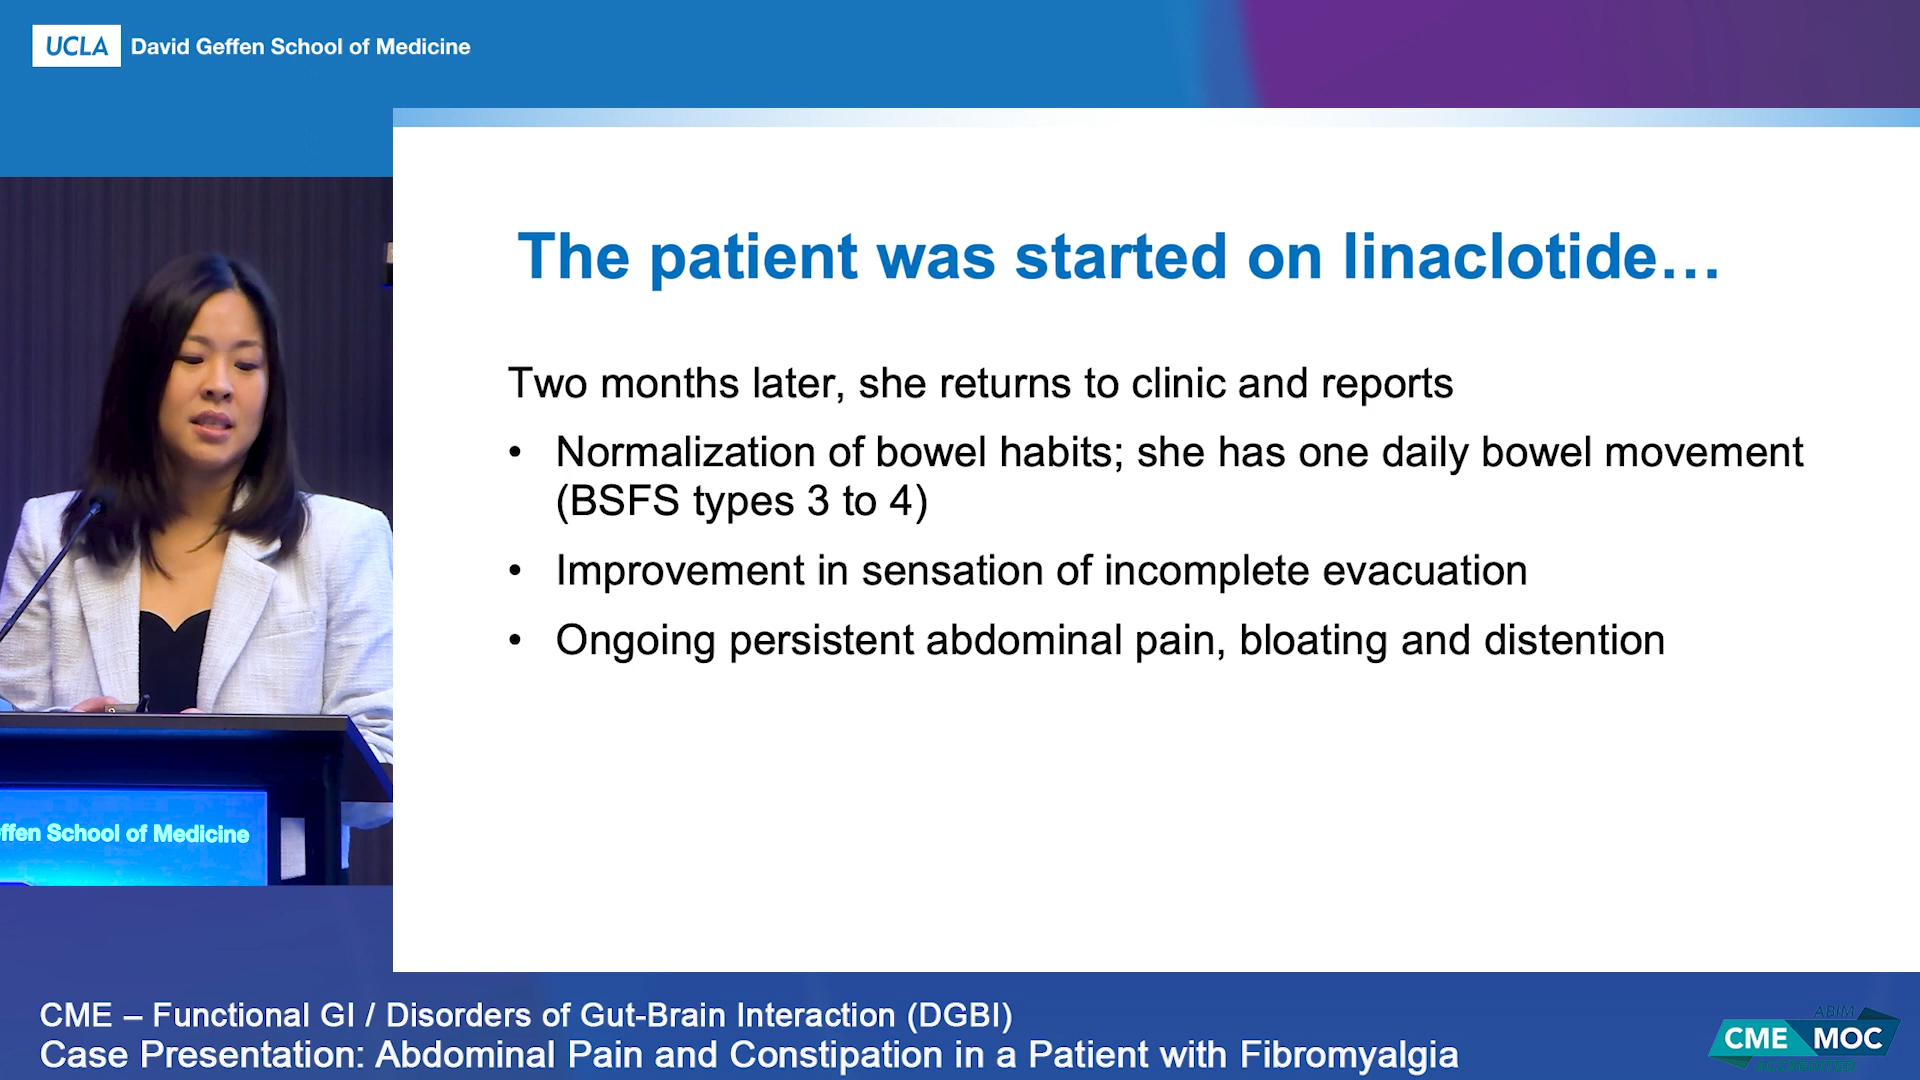 UCLA David Geffen School of Medicine
The patient was started on linaclotide…
Two months later, she returns to clinic and reports
• Normalization of bowel habits; she has one daily bowel movement
(BSFS types 3 to 4)
• Improvement in sensation of incomplete evacuation
• Ongoing persistent abdominal pain, bloating and distention
ffen School of Medicine
CME – Functional GI / Disorders of Gut-Brain Interaction (DGBI)
Case Presentation: Abdominal Pain and Constipation in a Patient with Fibromyalgia
ABIM
CME MOC
ACCREDITED